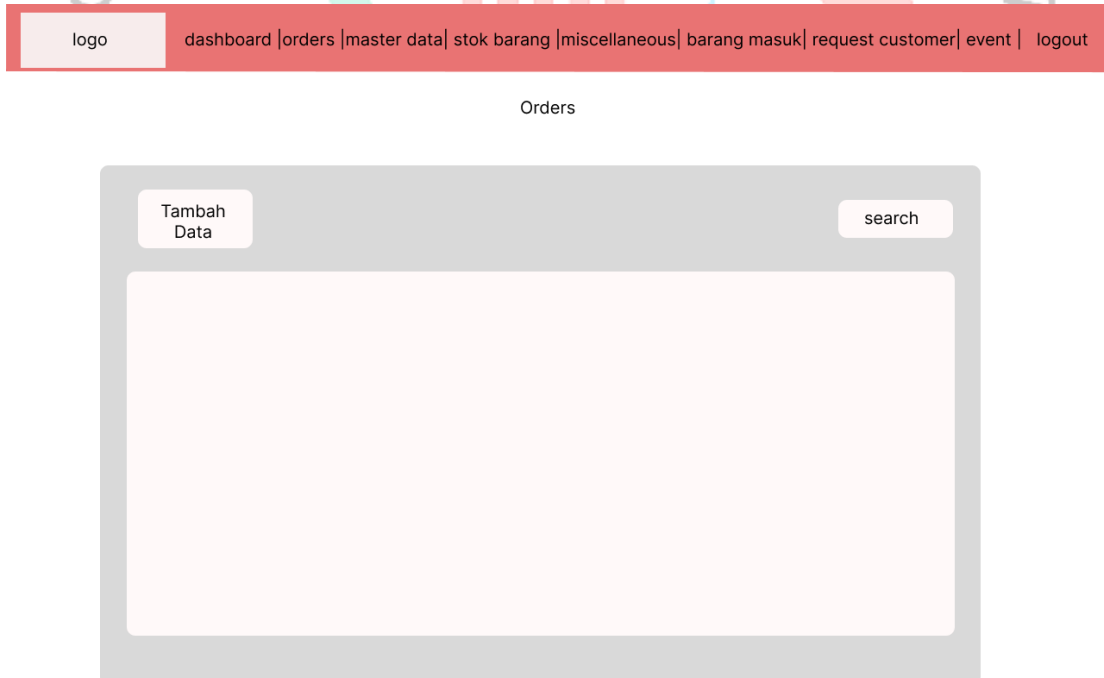 logo
dashboard |orders |master data| stok barang |miscellaneous| barang masuk| request customer| event | logout
Orders
Tambah
Data
search